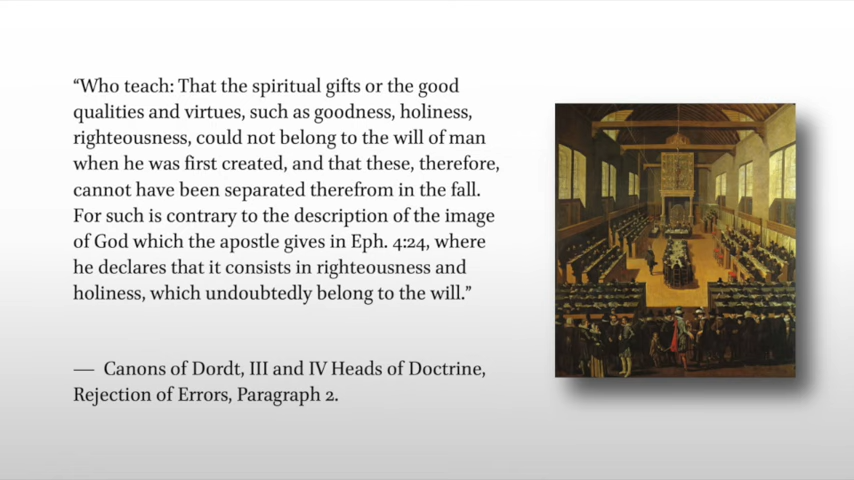 “Who teach: That the spiritual gifts or the good
qualities and virtues, such as goodness, holiness,
righteousness, could not belong to the will of man
when he was first created, and that these, therefore,
cannot have been separated therefrom in the fall.
For such is contrary to the description of the image
of God which the apostle gives in Eph. 4:24, where
he declares that it consists in righteousness and
holiness, which undoubtedly belong to the will.”
— Canons of Dordt, III and IV Heads of Doctrine,
Rejection of Errors, Paragraph 2.